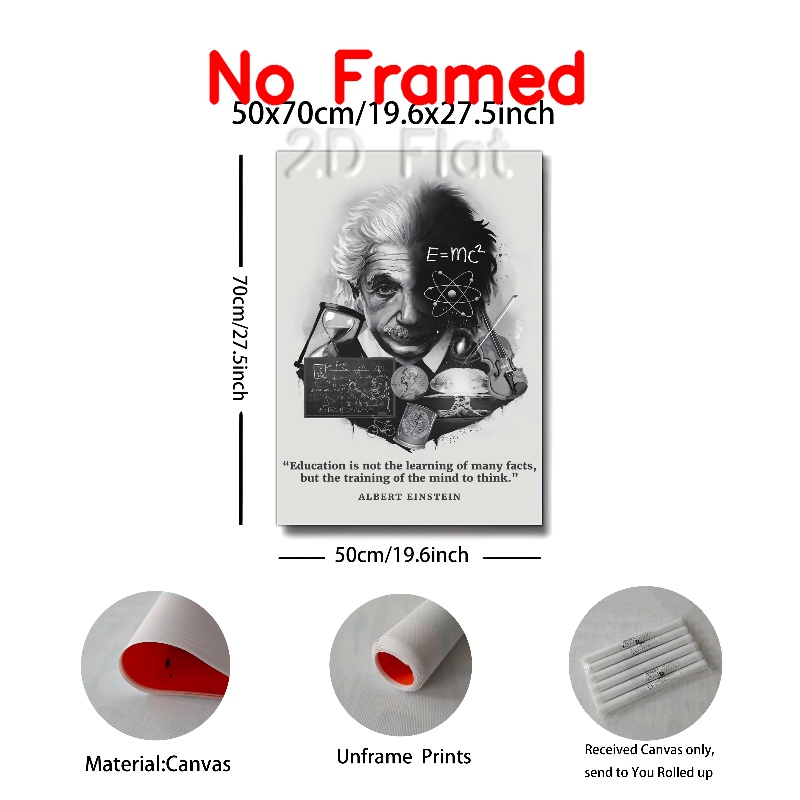 No Framed
50x70cm/19.6x27.5inch
2D Flat
70cm/27.5inch
E=mc²
“Education is not the learning of many facts,
but the training of the mind to think.”
ALBERT EINSTEIN
50cm/19.6inch
Material:Canvas
Unframe Prints
Received Canvas only,
send to You Rolled up